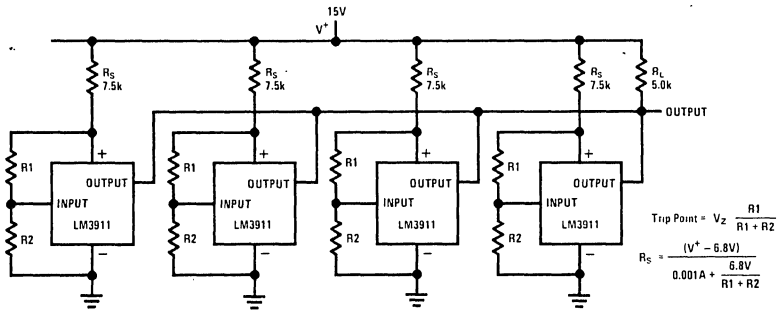 15V
V+
RS
7.5k
RS
7.5k
RS
7.5k
RS
7.5k
RL
5.0k
OUTPUT
R1
+
OUTPUT
INPUT
LM3911
R2
−
R1
+
OUTPUT
INPUT
LM3911
R2
−
R1
+
OUTPUT
INPUT
LM3911
R2
−
R1
+
OUTPUT
INPUT
LM3911
R2
−
Trip Point = VZ R1 / R1 + R2
RS = (V+ − 6.8V) / 0.001A + 6.8V / R1 + R2